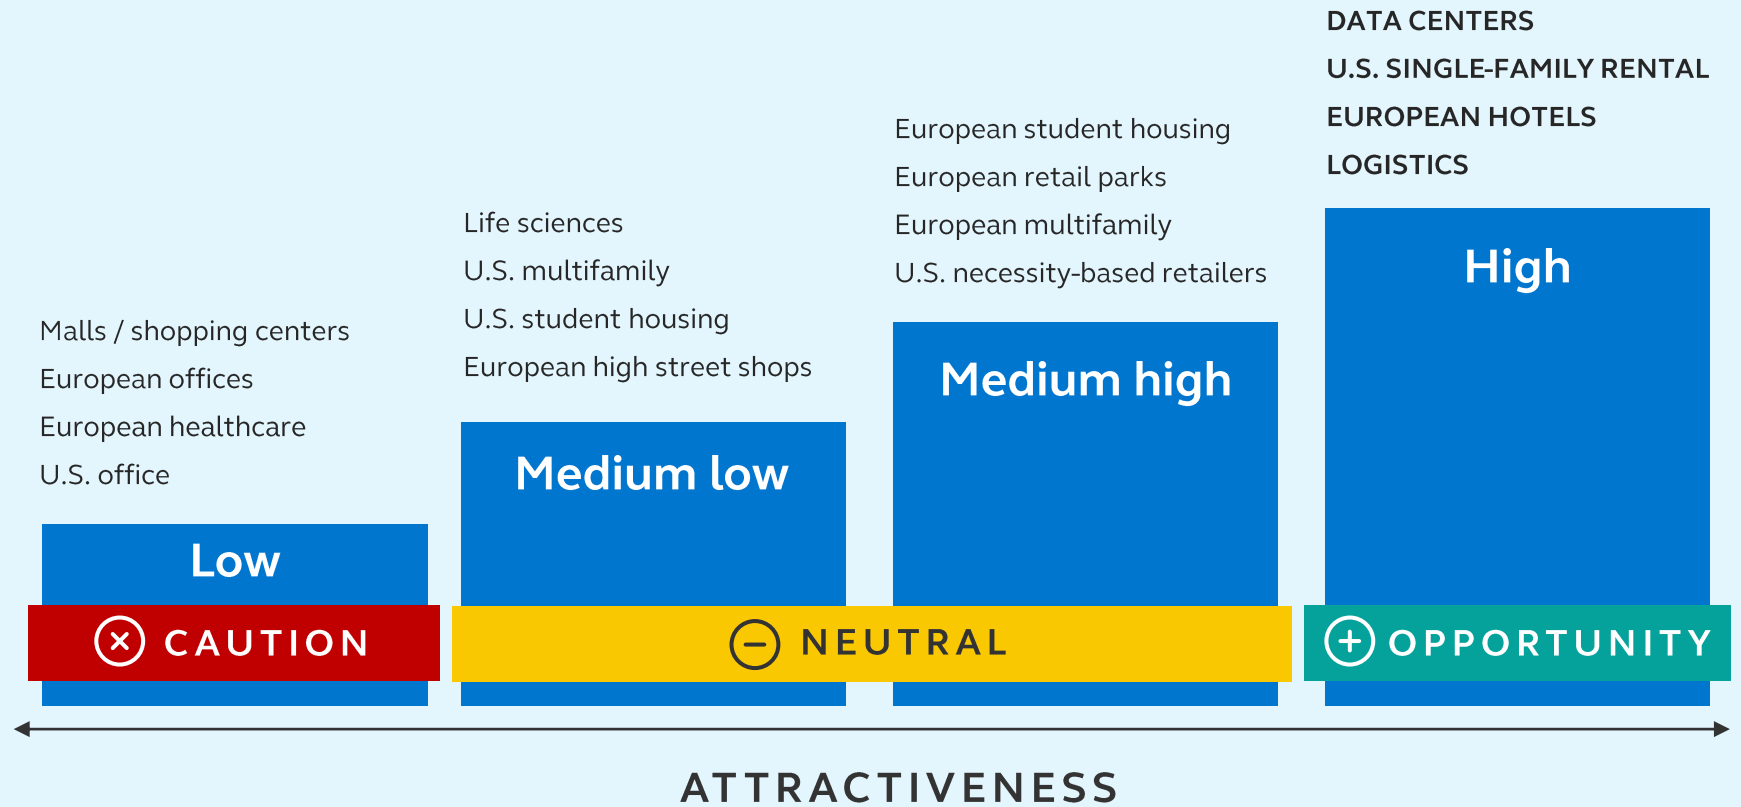 Malls / shopping centers
European offices
European healthcare
U.S. office
Low
Life sciences
U.S. multifamily
U.S. student housing
European high street shops
Medium low
European student housing
European retail parks
European multifamily
U.S. necessity-based retailers
Medium high
DATA CENTERS
U.S. SINGLE-FAMILY RENTAL
EUROPEAN HOTELS
LOGISTICS
High
CAUTION
NEUTRAL
OPPORTUNITY
ATTRACTIVENESS